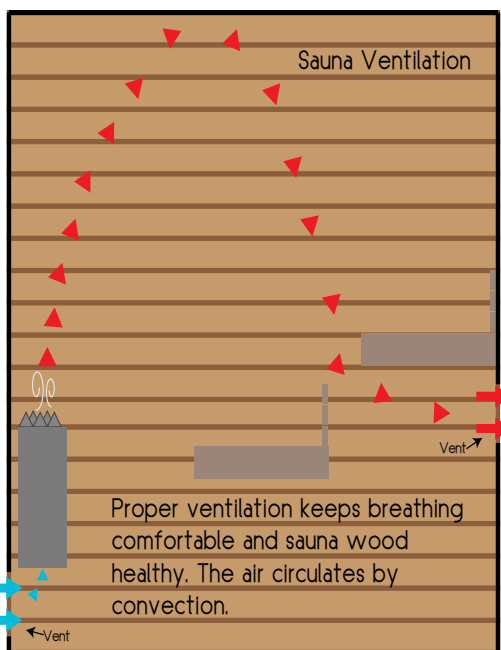 Sauna Ventilation
Vent
Proper ventilation keeps breathing
comfortable and sauna wood
healthy. The air circulates by
convection.
Vent